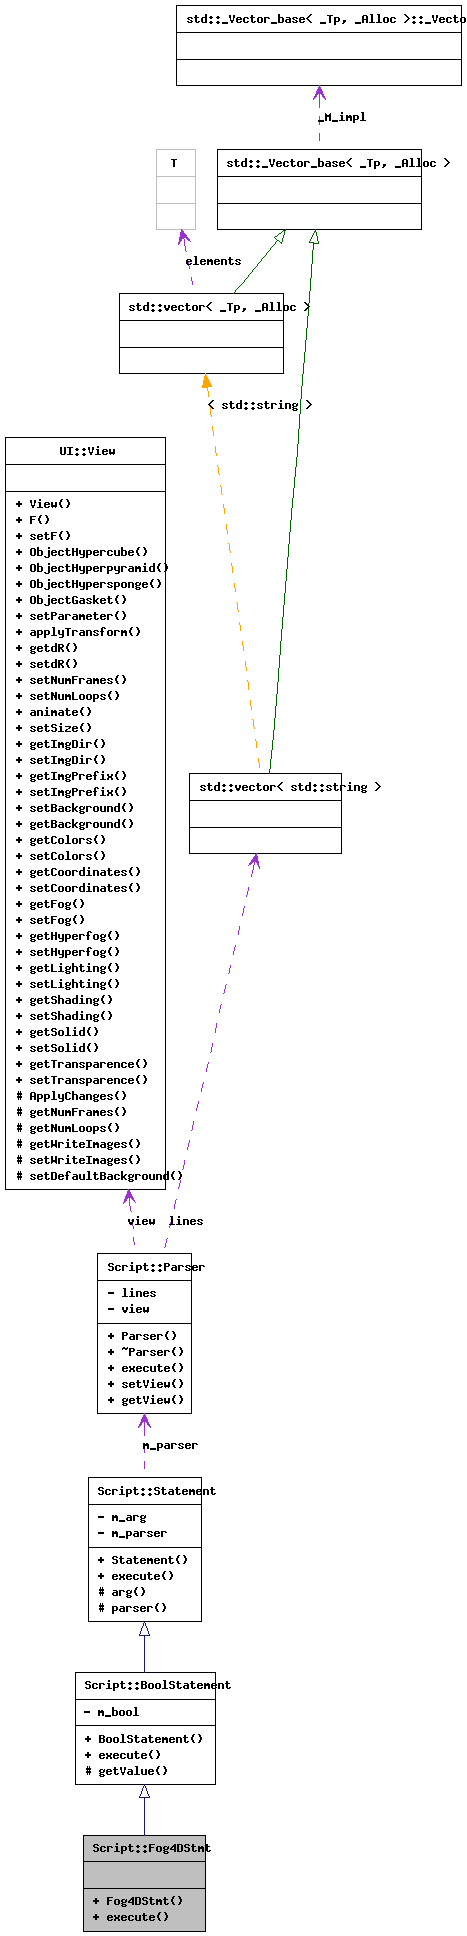 std::_Vector_base< _Tp, _Alloc >::_Vecto
_M_impl
T
std::_Vector_base< _Tp, _Alloc >
elements
std::vector< _Tp, _Alloc >
< std::string >
UI::View
+ View()
+ F()
+ setF()
+ ObjectHypercube()
+ ObjectHyperpyramid()
+ ObjectHypersponge()
+ ObjectGasket()
+ setParameter()
+ applyTransform()
+ getdR()
+ setdR()
+ setNumFrames()
+ setNumLoops()
+ animate()
+ setSize()
+ getImgDir()
+ setImgDir()
+ getImgPrefix()
+ setImgPrefix()
+ setBackground()
+ getBackground()
+ getColors()
+ setColors()
+ getCoordinates()
+ setCoordinates()
+ getFog()
+ setFog()
+ getHyperfog()
+ setHyperfog()
+ getLighting()
+ setLighting()
+ getShading()
+ setShading()
+ getSolid()
+ setSolid()
+ getTransparence()
+ setTransparence()
# ApplyChanges()
# getNumFrames()
# getNumLoops()
# getWriteImages()
# setWriteImages()
# setDefaultBackground()
std::vector< std::string >
view
lines
Script::Parser
- lines
- view
+ Parser()
+ ~Parser()
+ execute()
+ setView()
+ getView()
m_parser
Script::Statement
- m_arg
- m_parser
+ Statement()
+ execute()
# arg()
# parser()
Script::BoolStatement
- m_bool
+ BoolStatement()
+ execute()
# getValue()
Script::Fog4DStmt
+ Fog4DStmt()
+ execute()